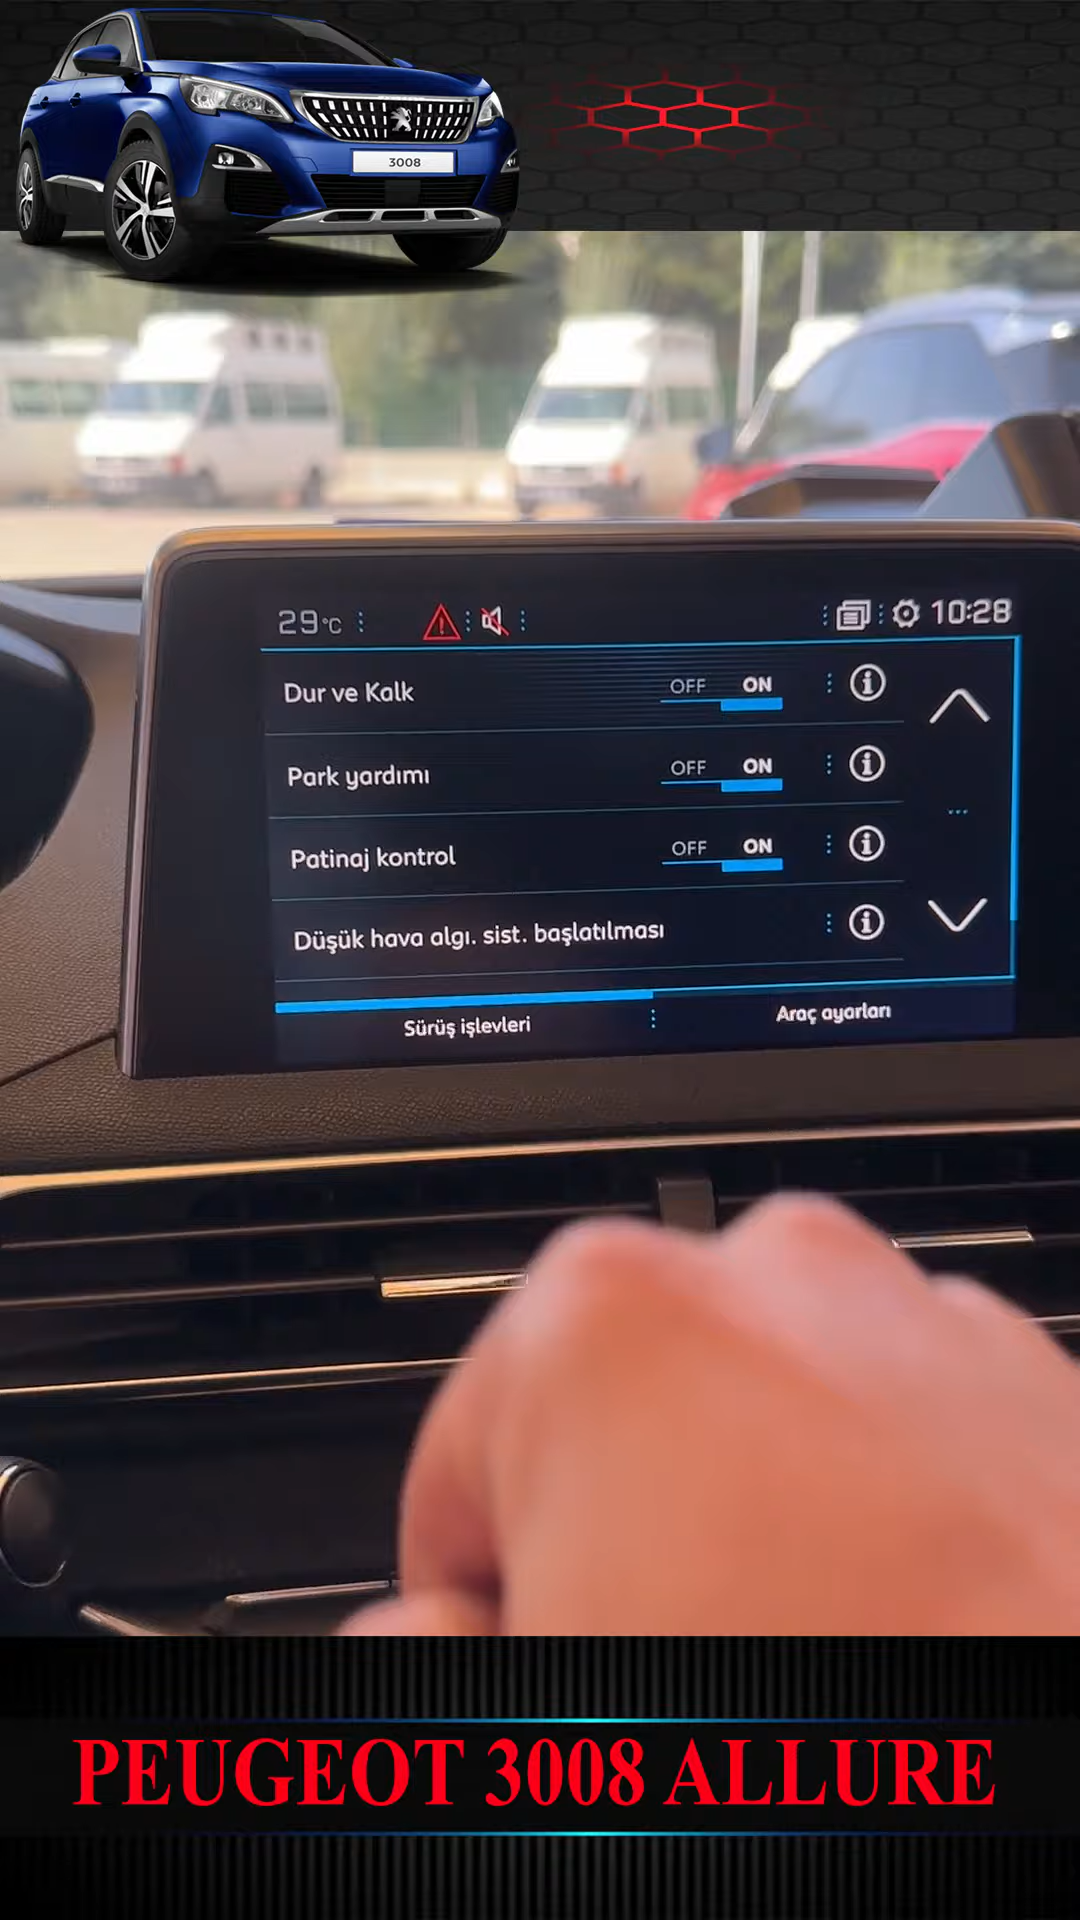 3008
29°C
10:28
Dur ve Kalk OFF ON
Park yardımı OFF ON
Patinaj kontrol OFF ON
Düşük hava algı. sist. başlatılması
Sürüş işlevleri Araç ayarları
PEUGEOT 3008 ALLURE